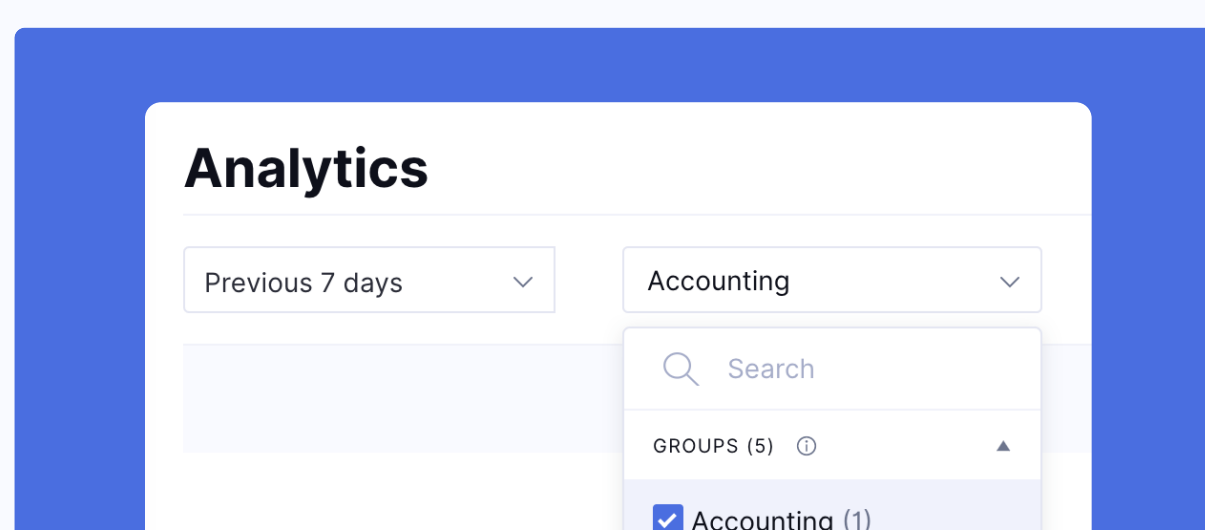 Analytics
Previous 7 days
Accounting
Search
GROUPS (5)
Accounting (1)